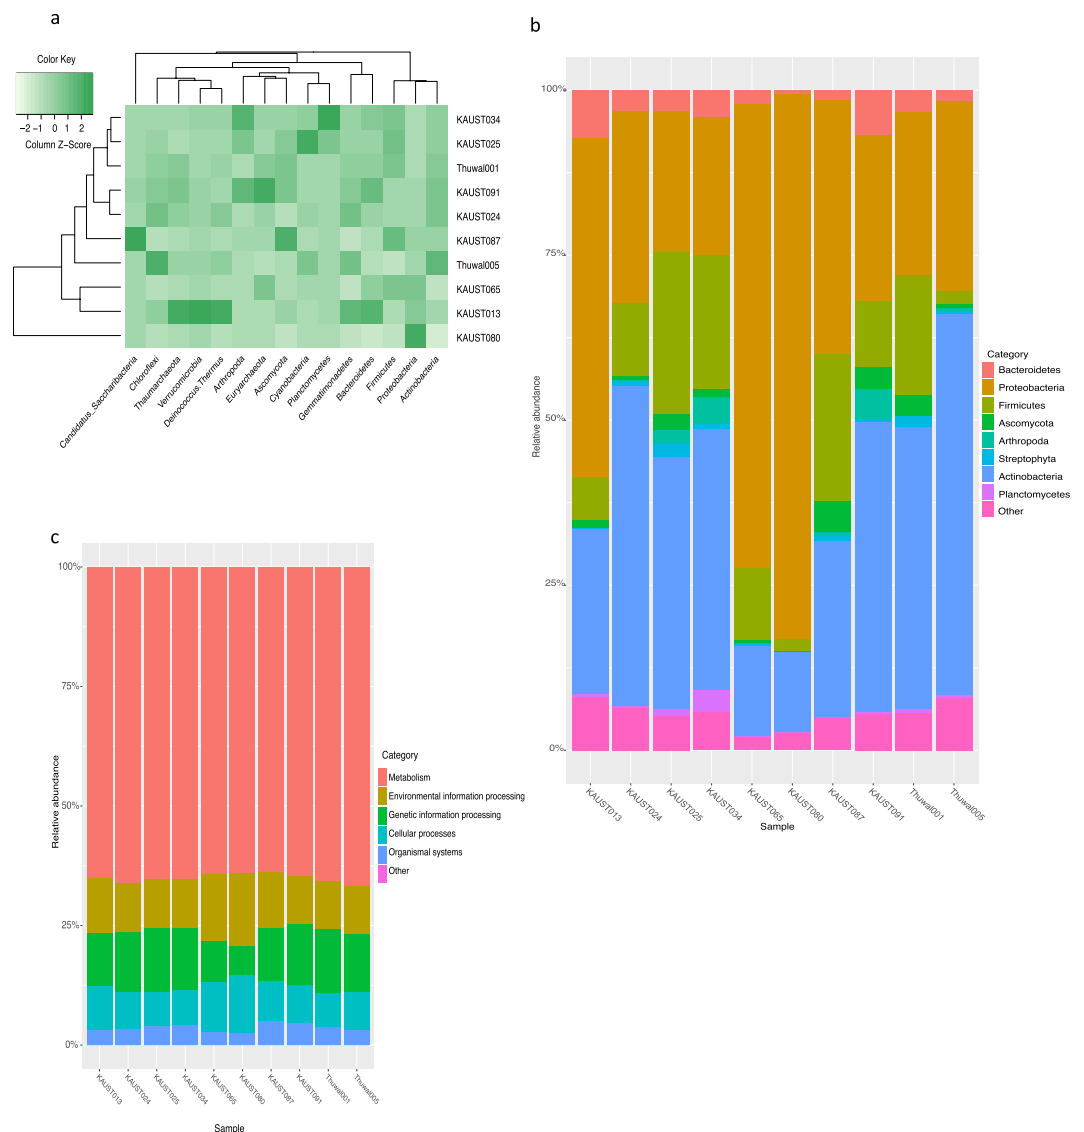 a
Color Key
−2 −1 0 1 2
Column Z−Score
KAUST034
KAUST025
Thuwal001
KAUST091
KAUST024
KAUST087
Thuwal005
KAUST065
KAUST013
KAUST080
Candidatus_Saccharibacteria
Chloroflexi
Thaumarchaeota
Verrucomicrobia
Deinococcus.Thermus
Arthropoda
Euryarchaeota
Ascomycota
Cyanobacteria
Planctomycetes
Gemmatimonadetes
Bacteroidetes
Firmicutes
Proteobacteria
Actinobacteria
b
100%
75%
50%
25%
0%
Relative abundance
KAUST013
KAUST024
KAUST025
KAUST034
KAUST065
KAUST080
KAUST087
KAUST091
Thuwal001
Thuwal005
Sample
Category
Bacteroidetes
Proteobacteria
Firmicutes
Ascomycota
Arthropoda
Streptophyta
Actinobacteria
Planctomycetes
Other
c
100%
75%
50%
25%
0%
Relative abundance
KAUST013
KAUST024
KAUST025
KAUST034
KAUST065
KAUST080
KAUST087
KAUST091
Thuwal001
Thuwal005
Sample
Category
Metabolism
Environmental information processing
Genetic information processing
Cellular processes
Organismal systems
Other